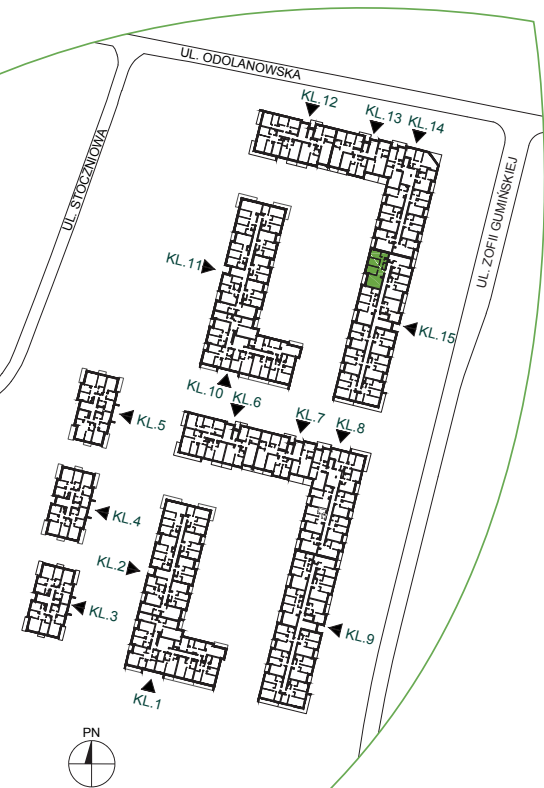 UL. ODOLANOWSKA
UL. STOCZNIOWA
UL. ZOFII GUMIŃSKIEJ
KL.12
KL.13
KL.14
KL.11
KL.15
KL.10
KL.6
KL.7
KL.8
KL.5
KL.4
KL.2
KL.3
KL.9
KL.1
PN